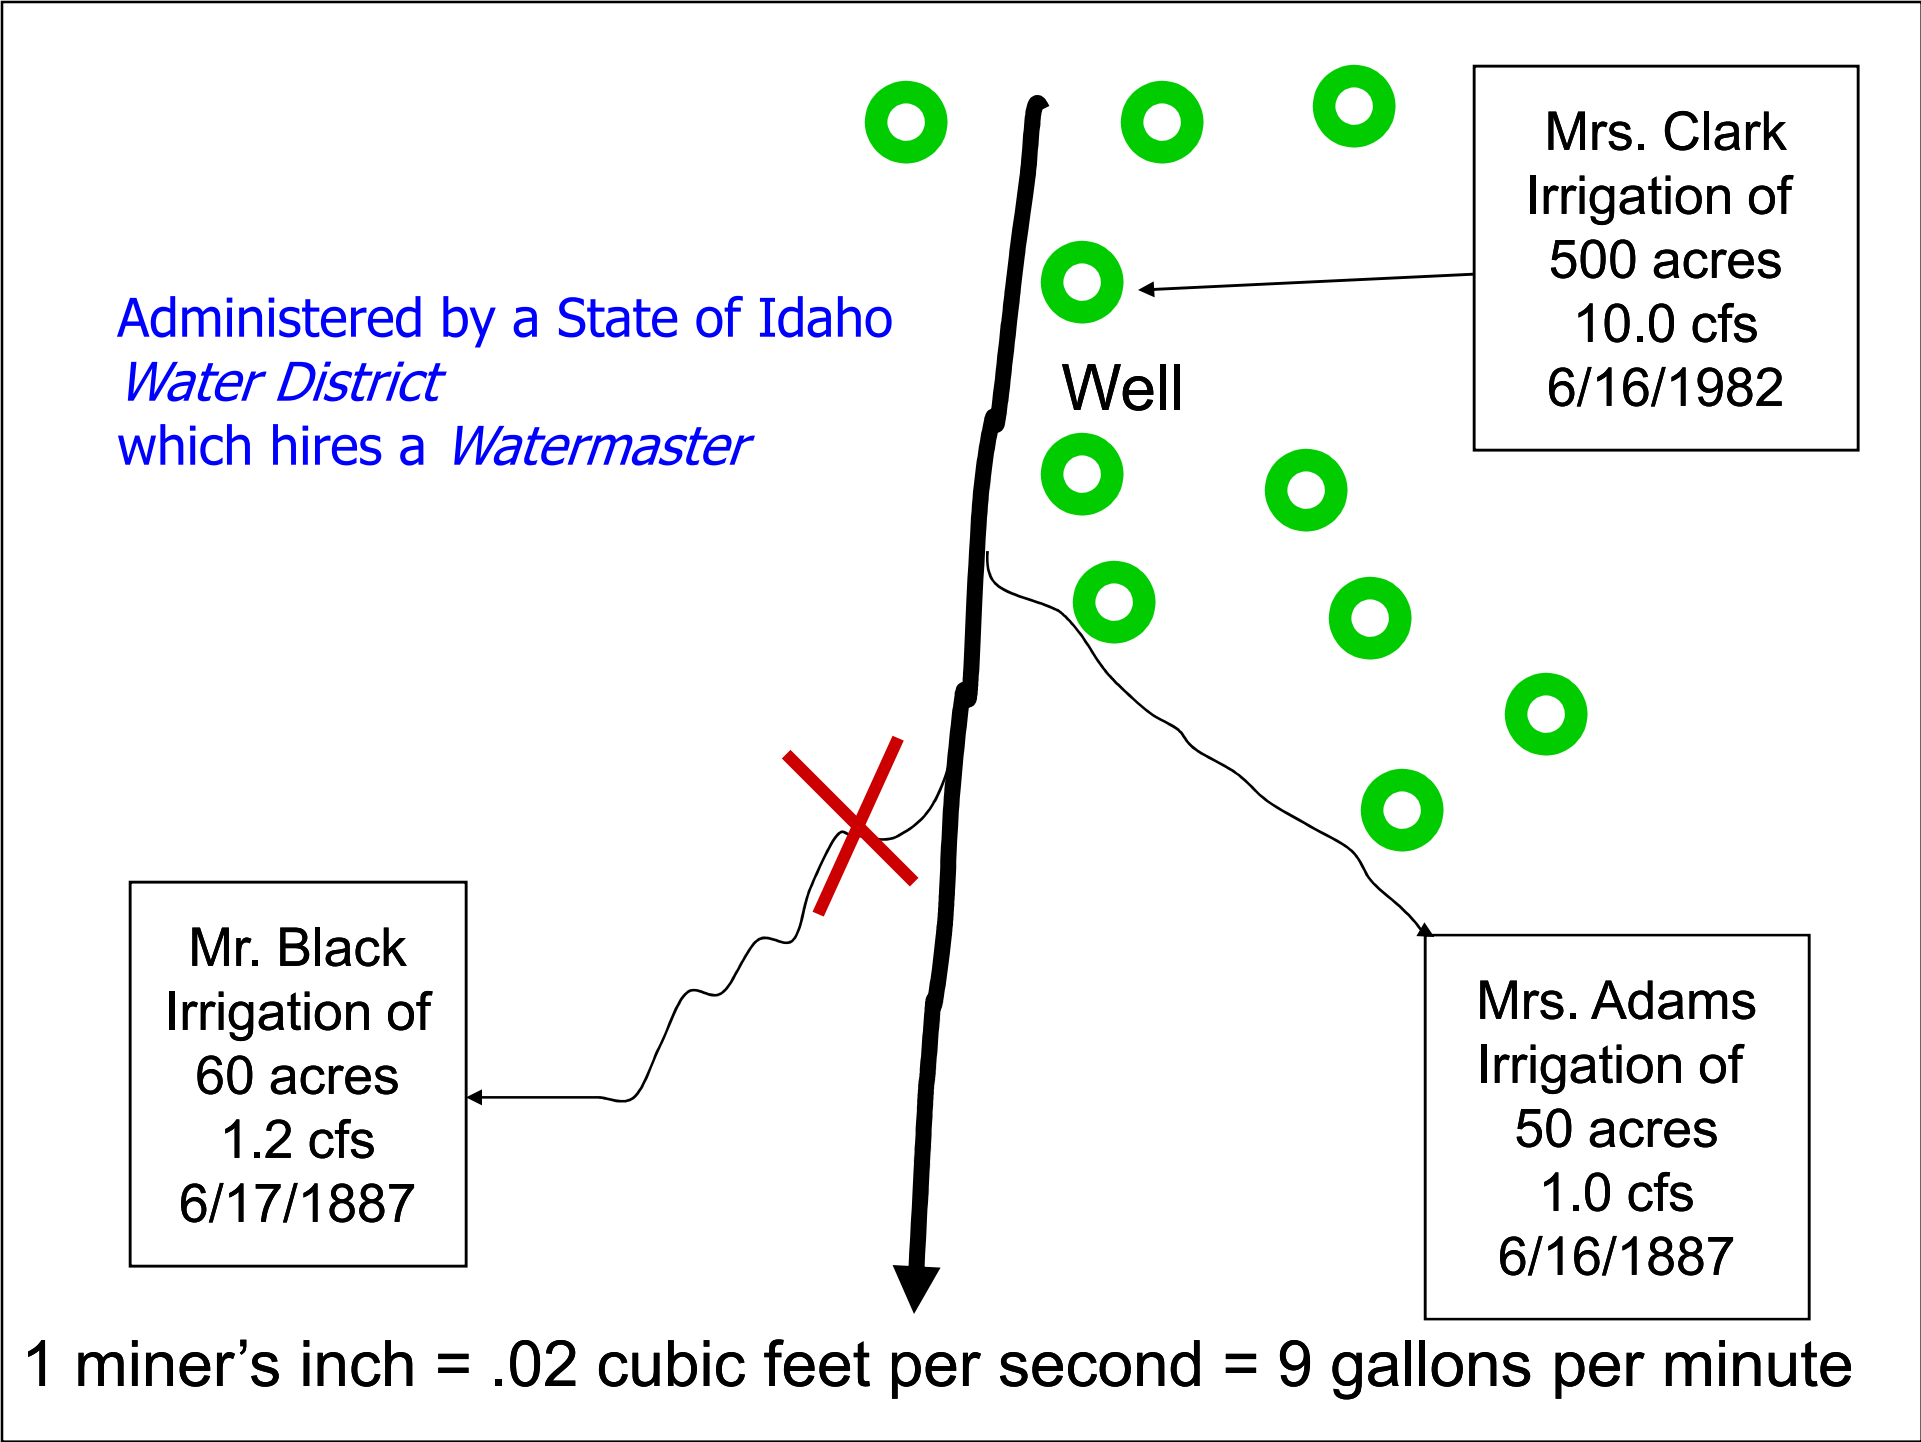 Mrs. Clark
Irrigation of
500 acres
10.0 cfs
6/16/1982
Administered by a State of Idaho
Water District
which hires a Watermaster
Well
Mr. Black
Irrigation of
60 acres
1.2 cfs
6/17/1887
Mrs. Adams
Irrigation of
50 acres
1.0 cfs
6/16/1887
1 miner’s inch = .02 cubic feet per second = 9 gallons per minute